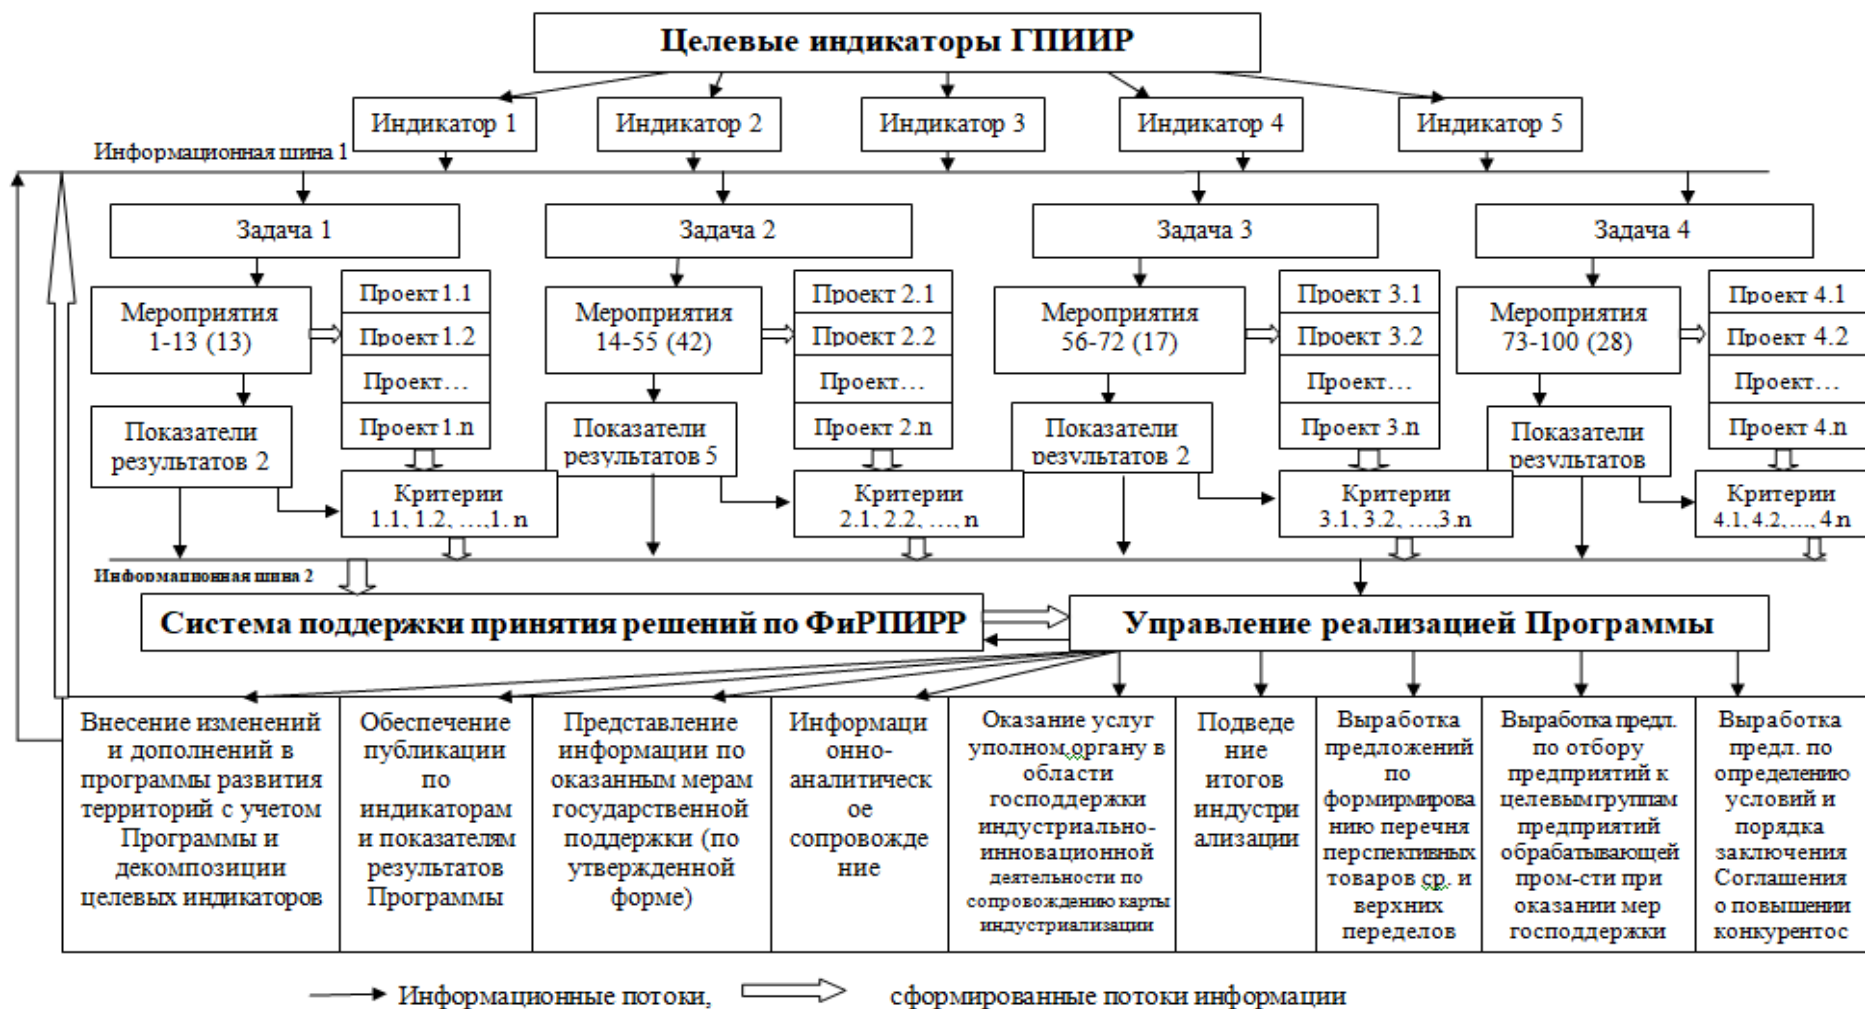 Целевые индикаторы ГПИИР
Индикатор 1
Индикатор 2
Индикатор 3
Индикатор 4
Индикатор 5
Информационная шина 1
Задача 1
Задача 2
Задача 3
Задача 4
Мероприятия
1-13 (13)
Проект 1.1
Проект 1.2
Проект…
Проект 1.n
Мероприятия
14-55 (42)
Проект 2.1
Проект 2.2
Проект…
Проект 2.n
Мероприятия
56-72 (17)
Проект 3.1
Проект 3.2
Проект…
Проект 3.n
Мероприятия
73-100 (28)
Проект 4.1
Проект 4.2
Проект…
Проект 4.n
Показатели
результатов 2
Критерии
1.1, 1.2, …,1. n
Показатели
результатов 5
Критерии
2.1, 2.2, …, n
Показатели
результатов 2
Критерии
3.1, 3.2, …,3.n
Показатели
результатов
Критерии
4.1, 4.2,…, 4.n
Информационная шина 2
Система поддержки принятия решений по ФиРПИРР
Управление реализацией Программы
Внесение изменений
и дополнений в
программы развития
территорий с учетом
Программы и
декомпозиции
целевых индикаторов
Обеспечение
публикации
по
индикаторам
и показателям
результатов
Программы
Представление
информации по
оказанным мерам
государственной
поддержки (по
утвержденной
форме)
Информаци
онно-
аналитическ
ое
сопровожде
ние
Оказание услуг
уполном,органу в
области
господдержки
индустриально-
инновационной
деятельности по
сопровождению карты
индустриализации
Подведе
ние
итогов
индустри
ализации
Выработка
предложений
по
формирмирова
нию перечня
перспективных
товаров ср. и
верхних
переделов
Выработка предл.
по отбору
предприятий к
целевым группам
предприятий
обрабатывающей
пром-сти при
оказании мер
господдержки
Выработка
предл. по
определению
условий и
порядка
заключения
Соглашения
о повышении
конкурентос
Информационные потоки,
сформированные потоки информации